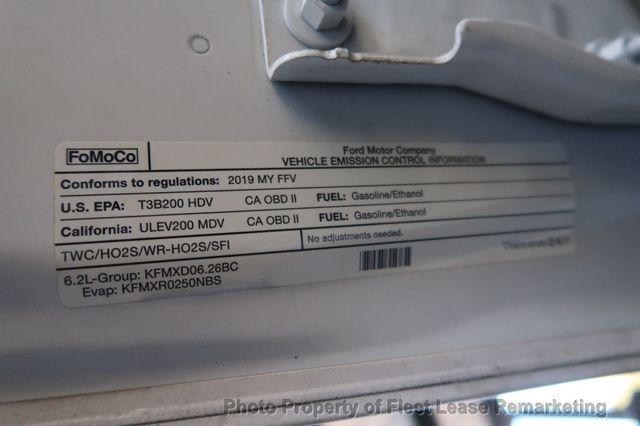 FoMoCo
Ford Motor Company
VEHICLE EMISSION CONTROL INFORMATION
Conforms to regulations: 2019 MY FFV
U.S. EPA: T3B200 HDV CA OBD II FUEL: Gasoline/Ethanol
California: ULEV200 MDV CA OBD II FUEL: Gasoline/Ethanol
TWC/HO2S/WR-HO2S/SFI
No adjustments needed.
6.2L-Group: KFMXD06.26BC
Evap: KFMXR0250NBS
Photo Property of Fleet Lease Remarketing